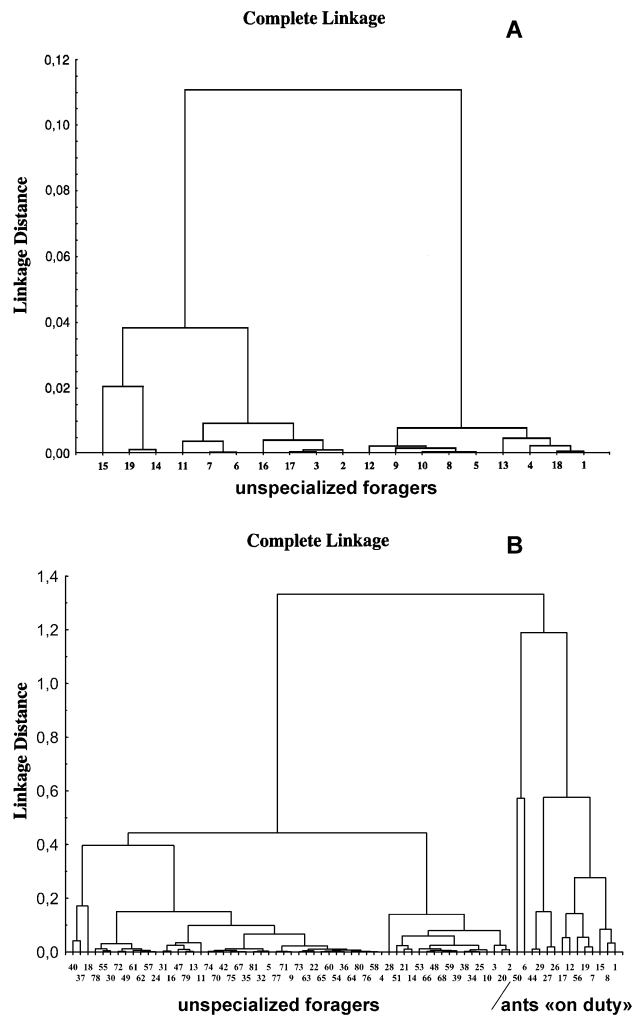 Complete Linkage
A
0,12
0,10
0,08
0,06
0,04
0,02
0,00
Linkage Distance
15 19 14 11 7 6 16 17 3 2 12 9 10 8 5 13 4 18 1
unspecialized foragers
Complete Linkage
B
1,4
1,2
1,0
0,8
0,6
0,4
0,2
0,0
Linkage Distance
40 18 55 72 61 57 31 47 13 74 42 67 81 5 71 73 22 60 36 80 58 28 21 53 48 59 38 25 3 2 6 29 26 12 19 15 1
37 78 30 49 62 24 16 79 11 70 75 35 32 77 9 63 65 54 64 76 4 51 14 66 68 39 34 10 20 50 44 27 17 56 7 8
unspecialized foragers
ants «on duty»